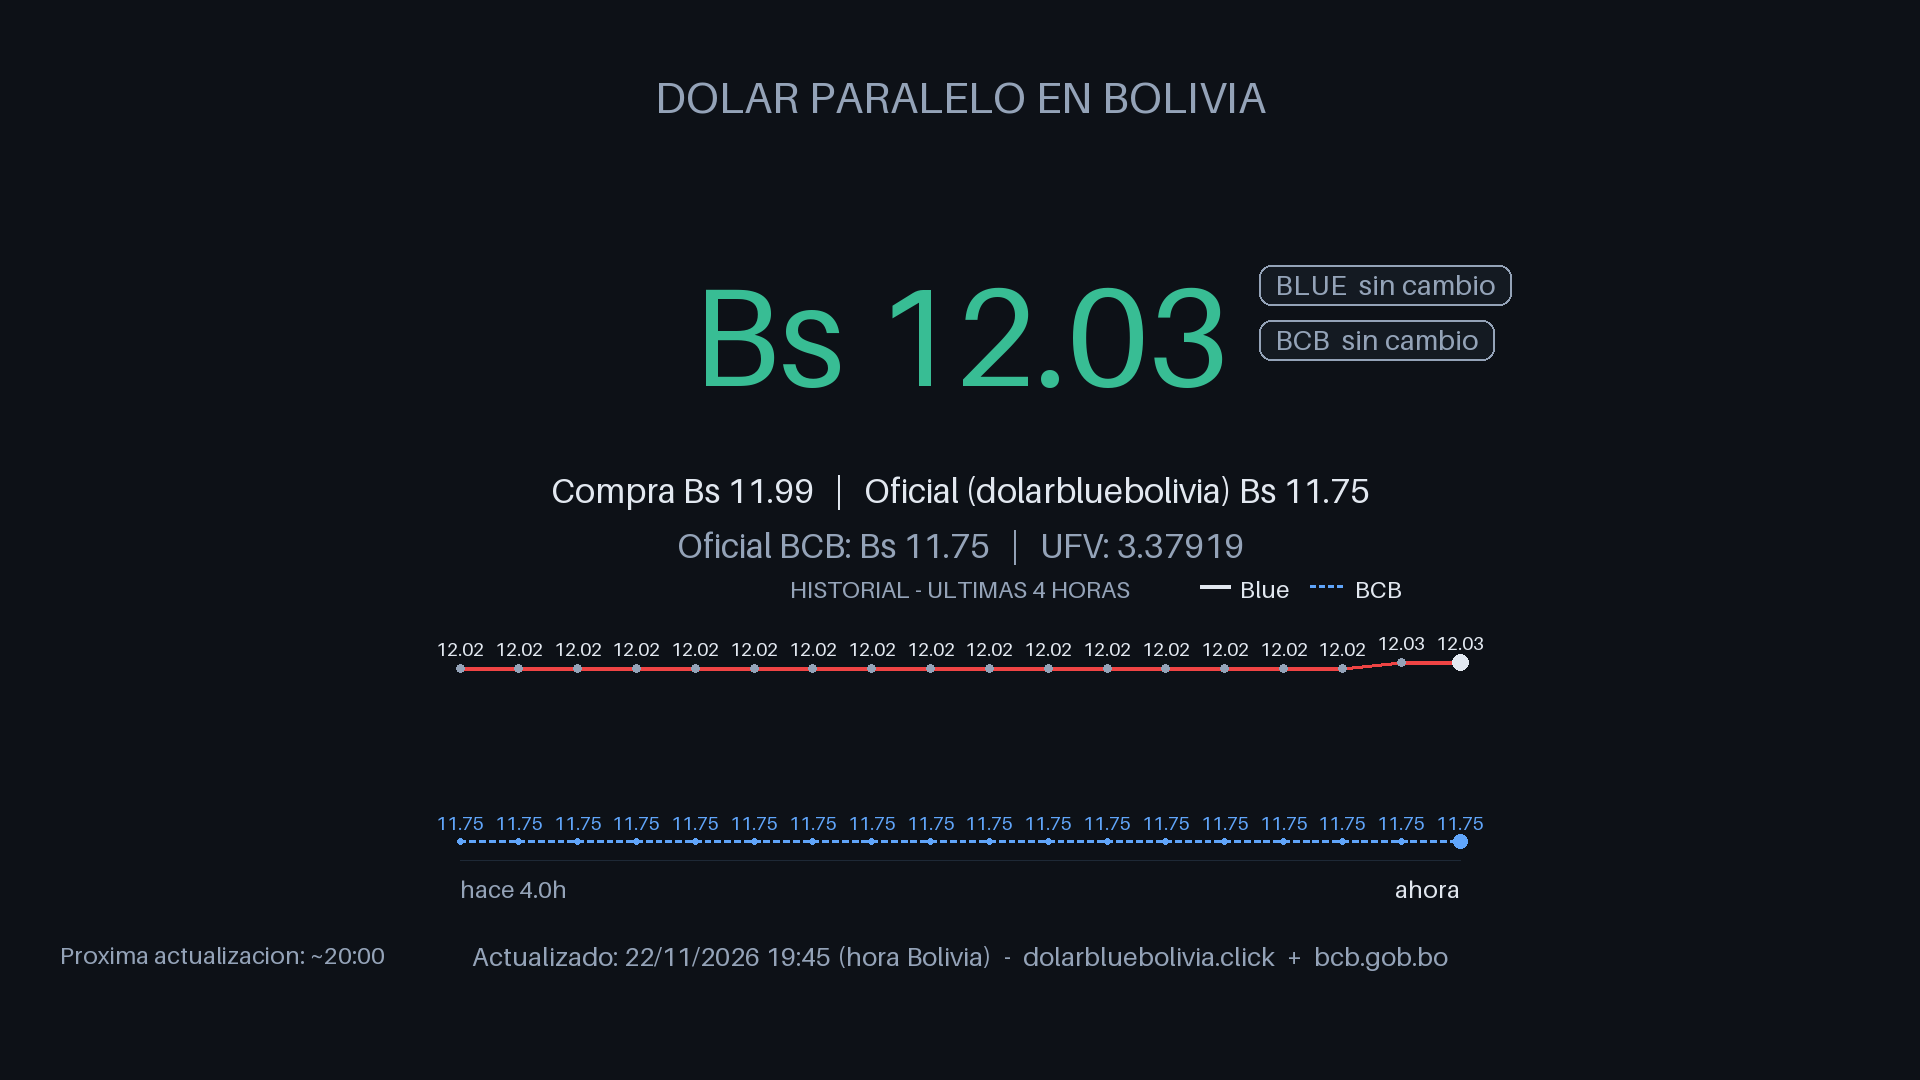 DOLAR PARALELO EN BOLIVIA
Bs 12.03
BLUE sin cambio
BCB sin cambio
Compra Bs 11.99 | Oficial (dolarbluebolivia) Bs 11.75
Oficial BCB: Bs 11.75 | UFV: 3.37919
HISTORIAL - ULTIMAS 4 HORAS Blue BCB
12.02 12.02 12.02 12.02 12.02 12.02 12.02 12.02 12.02 12.02 12.02 12.02 12.02 12.02 12.02 12.02 12.03 12.03
11.75 11.75 11.75 11.75 11.75 11.75 11.75 11.75 11.75 11.75 11.75 11.75 11.75 11.75 11.75 11.75 11.75 11.75
hace 4.0h ahora
Proxima actualizacion: ~20:00 Actualizado: 22/11/2026 19:45 (hora Bolivia) - dolarbluebolivia.click + bcb.gob.bo